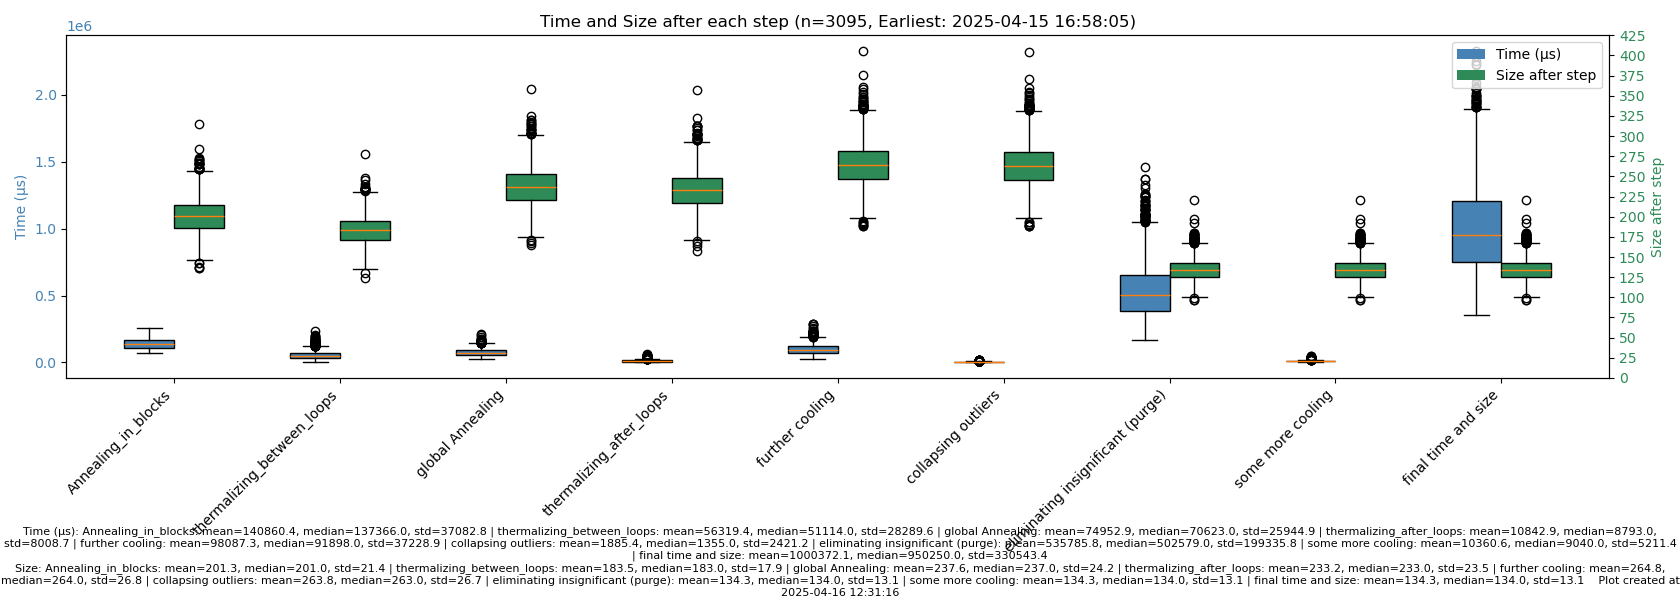 Time and Size after each step (n=3095, Earliest: 2025-04-15 16:58:05)
1e6
Time (µs)
Size after step
2.0
1.5
1.0
0.5
0.0
Time (µs)
425
400
375
350
325
300
275
250
225
200
175
150
125
100
75
50
25
0
Size after step
Annealing_in_blocks
thermalizing_between_loops
global Annealing
thermalizing_after_loops
further cooling
collapsing outliers
eliminating insignificant (purge)
some more cooling
final time and size
Time (µs): Annealing_in_blocks: mean=140860.4, median=137366.0, std=37082.8 | thermalizing_between_loops: mean=56319.4, median=51114.0, std=28289.6 | global Annealing: mean=74952.9, median=70623.0, std=25944.9 | thermalizing_after_loops: mean=10842.9, median=8793.0,
std=8008.7 | further cooling: mean=98087.3, median=91898.0, std=37228.9 | collapsing outliers: mean=1885.4, median=1355.0, std=2421.2 | eliminating insignificant (purge): mean=535785.8, median=502579.0, std=199335.8 | some more cooling: mean=10360.6, median=9040.0, std=5211.4
| final time and size: mean=1000372.1, median=950250.0, std=330543.4
Size: Annealing_in_blocks: mean=201.3, median=201.0, std=21.4 | thermalizing_between_loops: mean=183.5, median=183.0, std=17.9 | global Annealing: mean=237.6, median=237.0, std=24.2 | thermalizing_after_loops: mean=233.2, median=233.0, std=23.5 | further cooling: mean=264.8,
median=264.0, std=26.8 | collapsing outliers: mean=263.8, median=263.0, std=26.7 | eliminating insignificant (purge): mean=134.3, median=134.0, std=13.1 | some more cooling: mean=134.3, median=134.0, std=13.1 | final time and size: mean=134.3, median=134.0, std=13.1    Plot created at
2025-04-16 12:31:16